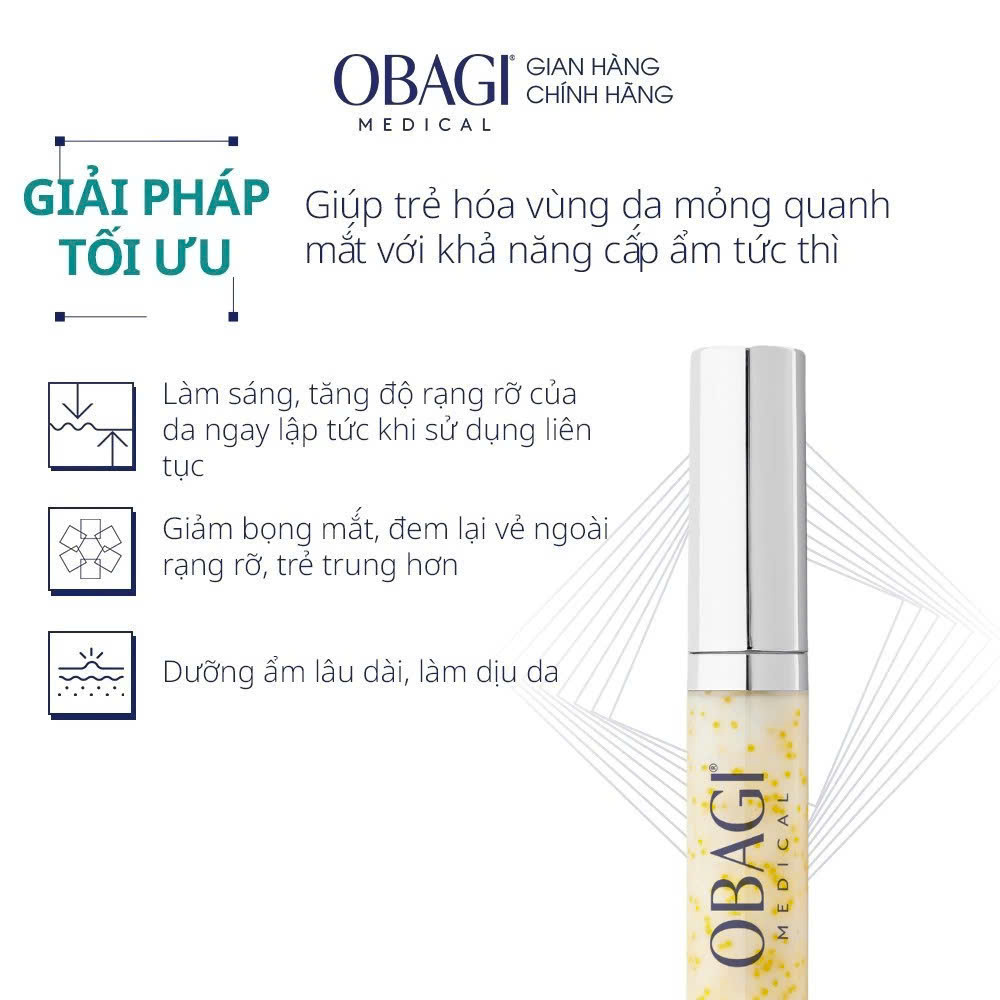 OBAGI®
MEDICAL
GIAN HÀNG
CHÍNH HÃNG
GIẢI PHÁP
TỐI ƯU
Giúp trẻ hóa vùng da mỏng quanh
mắt với khả năng cấp ẩm tức thì
Làm sáng, tăng độ rạng rỡ của
da ngay lập tức khi sử dụng liên
tục
Giảm bọng mắt, đem lại vẻ ngoài
rạng rỡ, trẻ trung hơn
Dưỡng ẩm lâu dài, làm dịu da
OBAGI®
MEDICAL